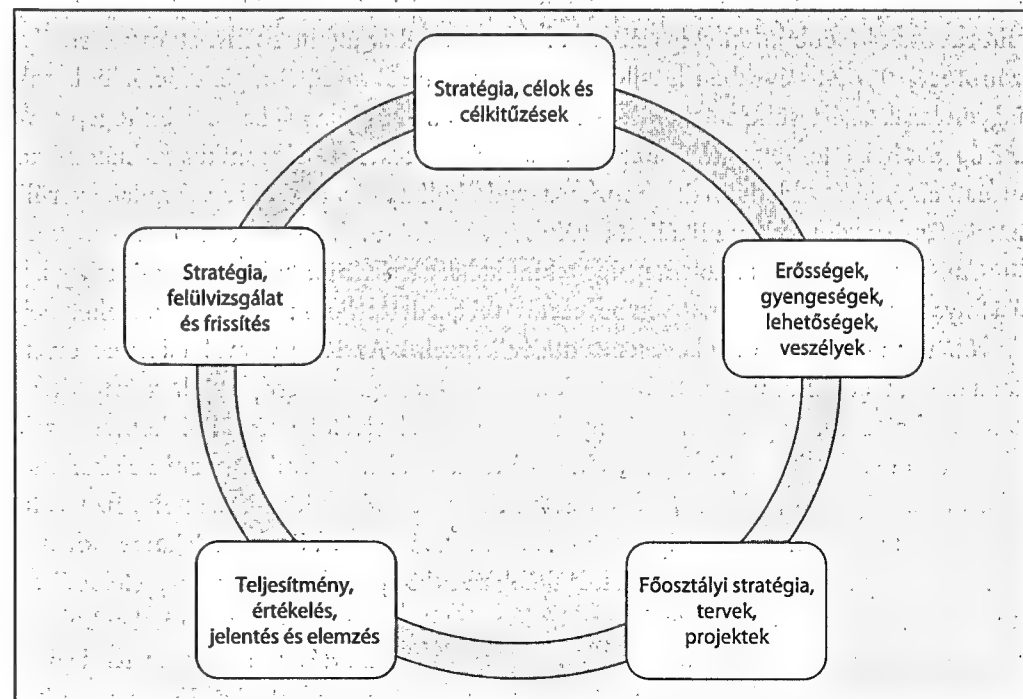 Stratégia, célok és
célkitűzések
Erősségek,
gyengeségek,
lehetőségek,
veszélyek
Főosztályi stratégia,
tervek,
projektek
Teljesítmény,
értékelés,
jelentés és elemzés
Stratégia,
felülvizsgálat
és frissítés